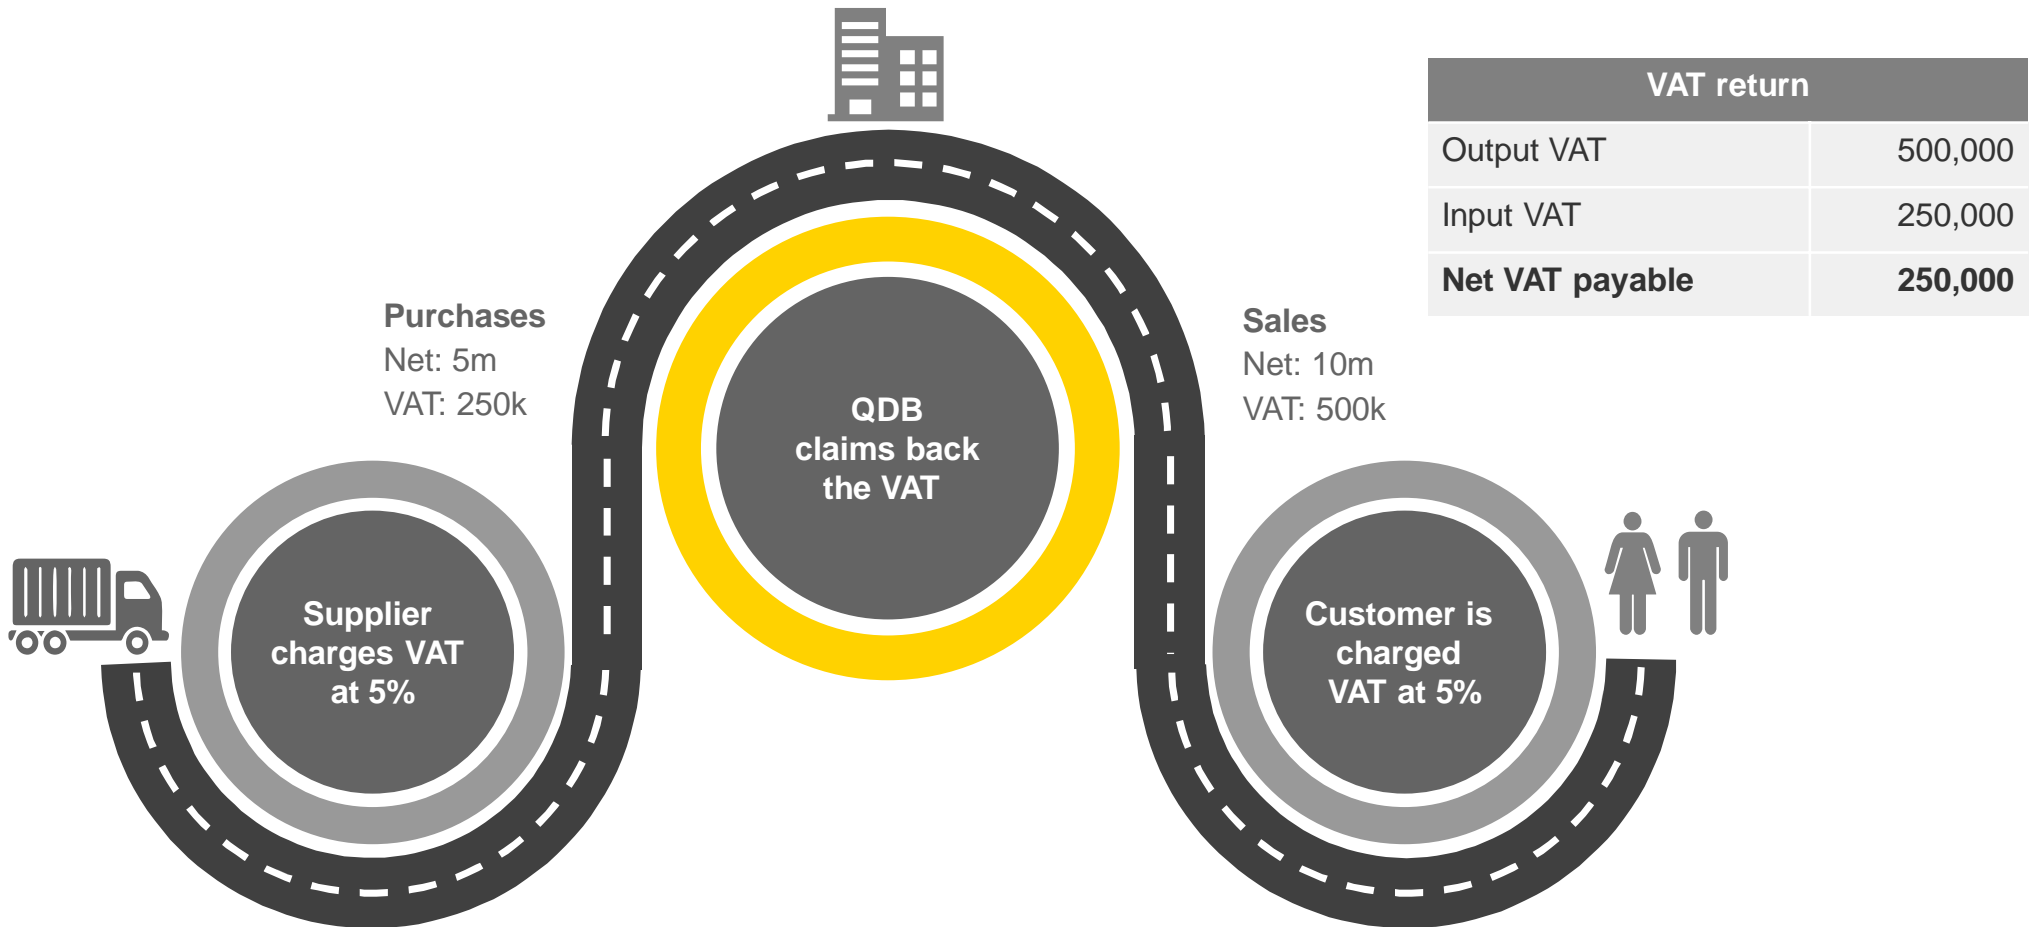 VAT return
Output VAT 500,000
Input VAT 250,000
Net VAT payable 250,000
Purchases
Net: 5m
VAT: 250k
Sales
Net: 10m
VAT: 500k
QDB
claims back
the VAT
Supplier
charges VAT
at 5%
Customer is
charged
VAT at 5%